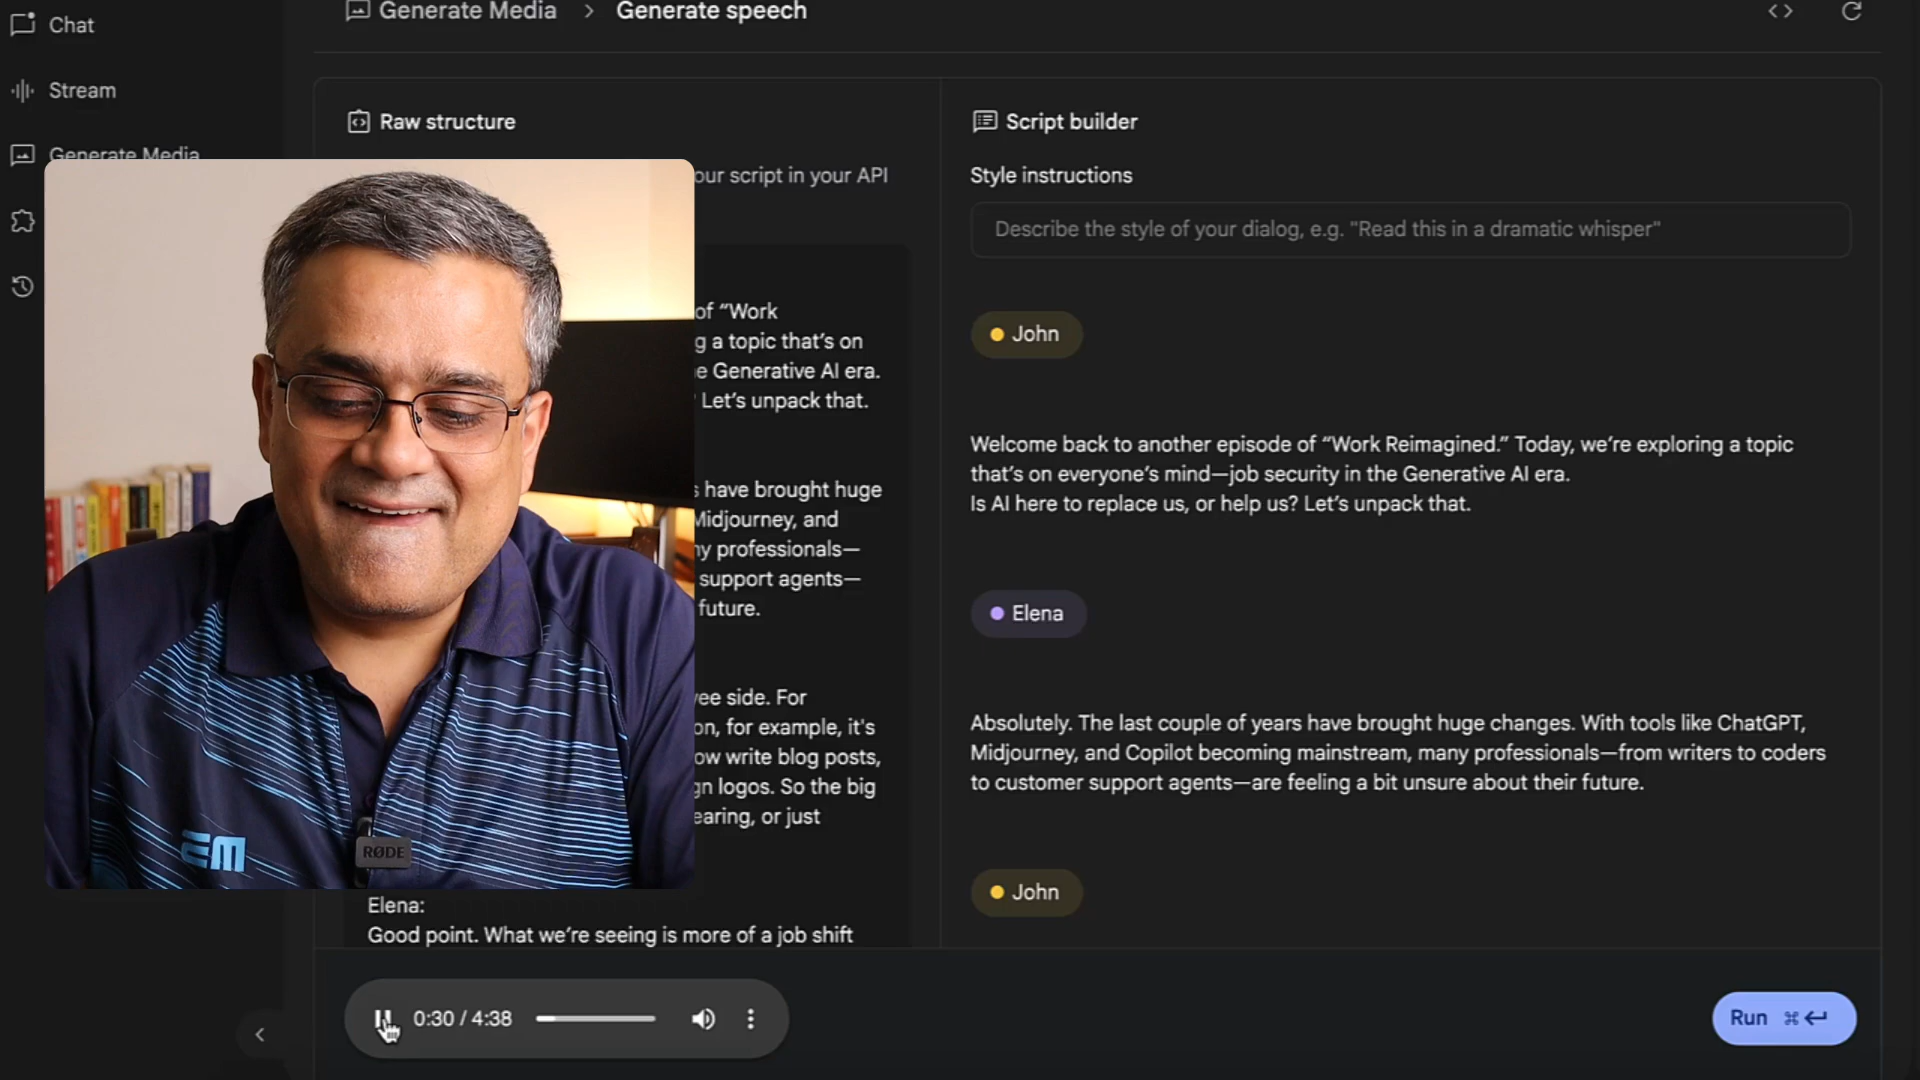 Chat
Stream
Generate Media
Generate Media > Generate speech
Raw structure
our script in your API
of “Work
g a topic that’s on
e Generative AI era.
Let’s unpack that.
have brought huge
Midjourney, and
ny professionals—
support agents—
future.
ee side. For
on, for example, it's
ow write blog posts,
gn logos. So the big
earing, or just
Elena:
Good point. What we’re seeing is more of a job shift
Script builder
Style instructions
Describe the style of your dialog, e.g. "Read this in a dramatic whisper"
John
Welcome back to another episode of “Work Reimagined.” Today, we’re exploring a topic
that’s on everyone’s mind—job security in the Generative AI era.
Is AI here to replace us, or help us? Let’s unpack that.
Elena
Absolutely. The last couple of years have brought huge changes. With tools like ChatGPT,
Midjourney, and Copilot becoming mainstream, many professionals—from writers to coders
to customer support agents—are feeling a bit unsure about their future.
John
EM
RØDE
0:30 / 4:38
Run ⌘↵